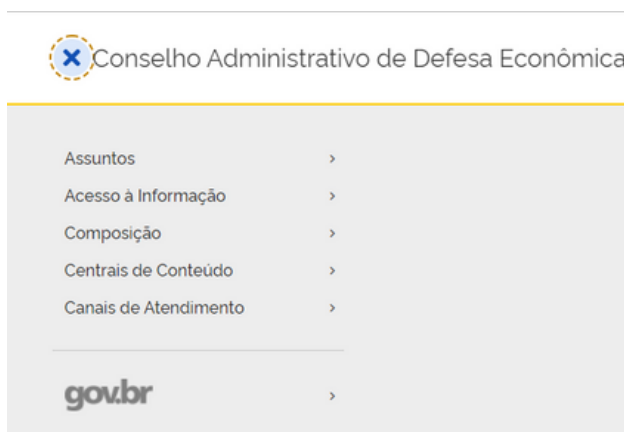 Conselho Administrativo de Defesa Econômica
Assuntos
Acesso à Informação
Composição
Centrais de Conteúdo
Canais de Atendimento
gov.br